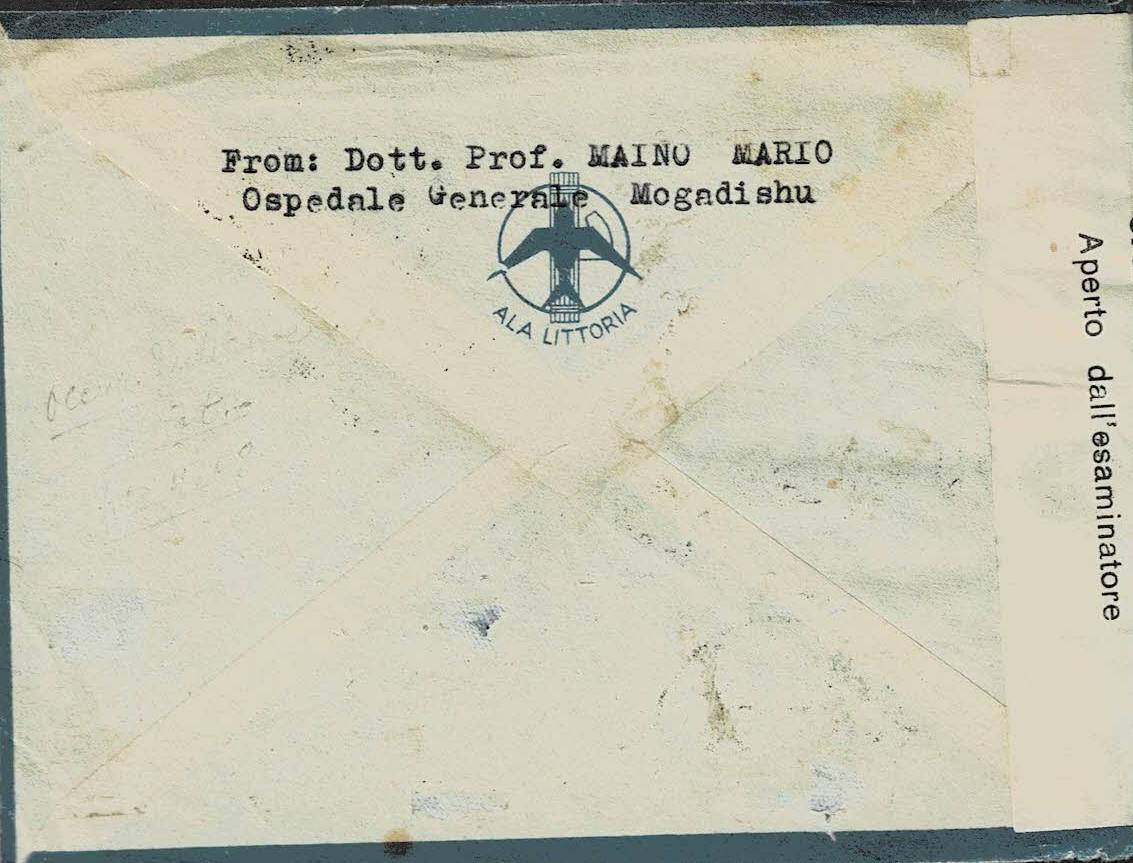 From: Dott. Prof. MAINO MARIO
Ospedale Generale Mogadishu
ALA LITTORIA
Aperto dall'esaminatore